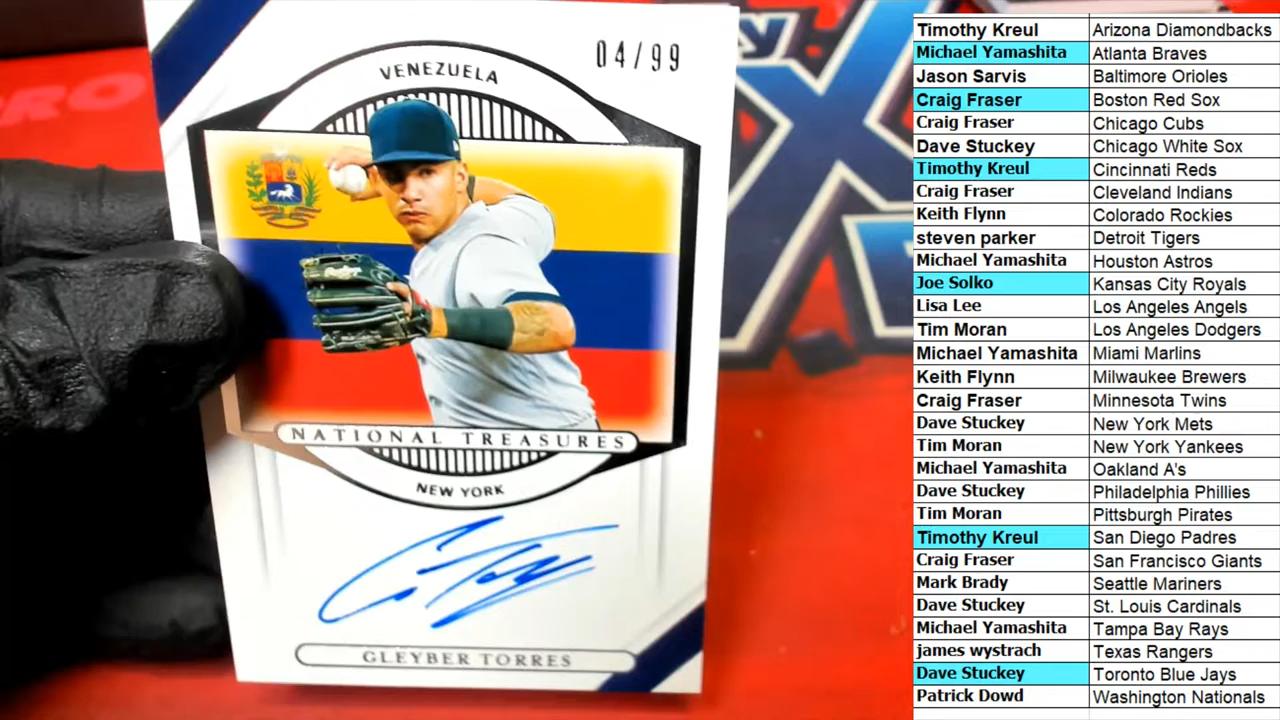 04/99
VENEZUELA
NATIONAL TREASURES
NEW YORK
GLEYBER TORRES
Timothy Kreul Arizona Diamondbacks
Michael Yamashita Atlanta Braves
Jason Sarvis Baltimore Orioles
Craig Fraser Boston Red Sox
Craig Fraser Chicago Cubs
Dave Stuckey Chicago White Sox
Timothy Kreul Cincinnati Reds
Craig Fraser Cleveland Indians
Keith Flynn Colorado Rockies
steven parker Detroit Tigers
Michael Yamashita Houston Astros
Joe Solko Kansas City Royals
Lisa Lee Los Angeles Angels
Tim Moran Los Angeles Dodgers
Michael Yamashita Miami Marlins
Keith Flynn Milwaukee Brewers
Craig Fraser Minnesota Twins
Dave Stuckey New York Mets
Tim Moran New York Yankees
Michael Yamashita Oakland A's
Dave Stuckey Philadelphia Phillies
Tim Moran Pittsburgh Pirates
Timothy Kreul San Diego Padres
Craig Fraser San Francisco Giants
Mark Brady Seattle Mariners
Dave Stuckey St. Louis Cardinals
Michael Yamashita Tampa Bay Rays
james wystrach Texas Rangers
Dave Stuckey Toronto Blue Jays
Patrick Dowd Washington Nationals